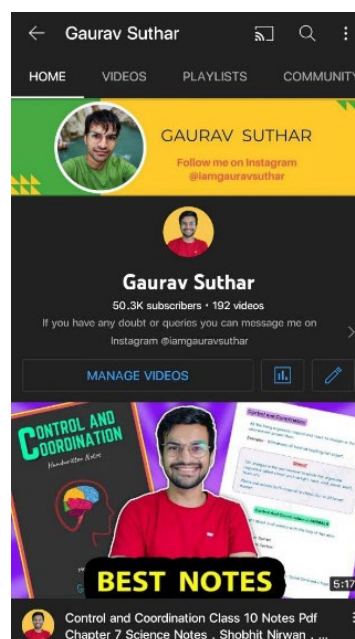 Gaurav Suthar
HOME VIDEOS PLAYLISTS COMMUNITY
GAURAV SUTHAR
Follow me on Instagram
@iamgauravsuthar
Gaurav Suthar
50.3K subscribers • 192 videos
If you have any doubt or queries you can message me on
Instagram @iamgauravsuthar
MANAGE VIDEOS
CONTROL AND
COORDINATION
Handwritten Notes
Control and Coordination
BEST NOTES
5:17
Control and Coordination Class 10 Notes Pdf
Chapter 7 Science Notes , Shobhit Nirwan , ...